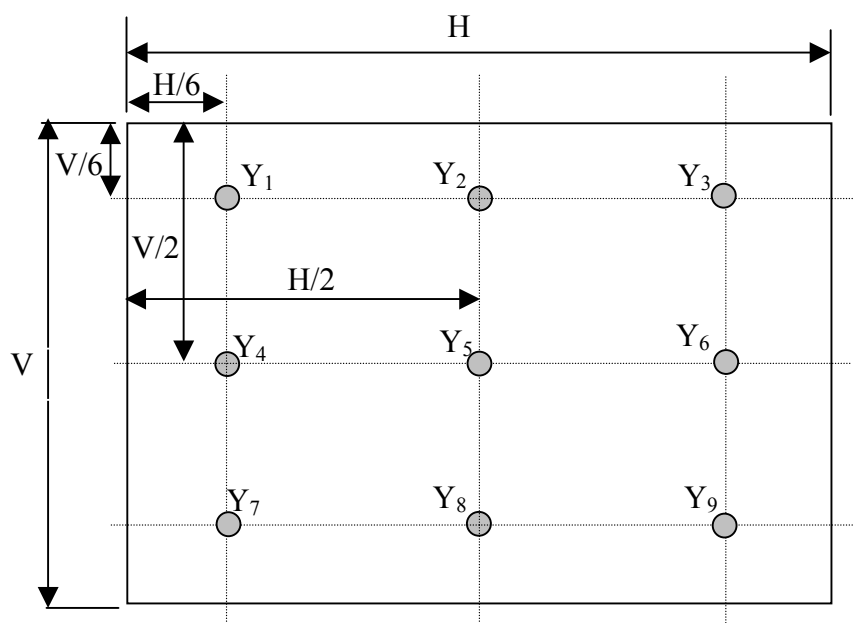 H
H/6
V/6
Y₁ Y₂ Y₃
V/2
H/2
V
Y₄ Y₅ Y₆
Y₇ Y₈ Y₉